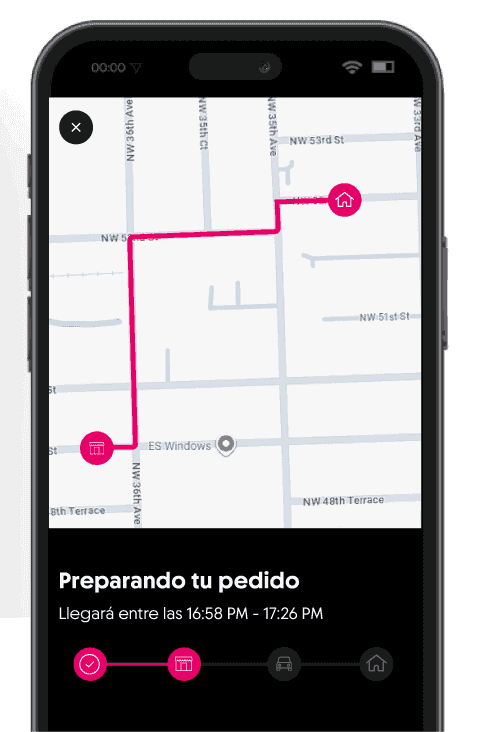 00:00
NW 36th Ave
NW 35th Ct
NW 35th Ave
NW 33rd Ave
NW 53rd St
NW 52nd St
NW 51st St
St
St
ES Windows
NW 36th Ave
8th Terrace
NW 48th Terrace
Preparando tu pedido
Llegará entre las 16:58 PM - 17:26 PM